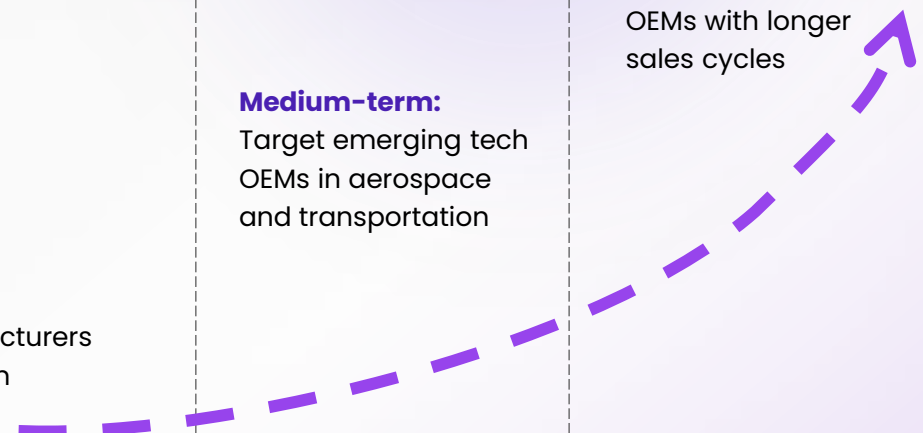 cturers
n
Medium-term:
Target emerging tech
OEMs in aerospace
and transportation
OEMs with longer
sales cycles